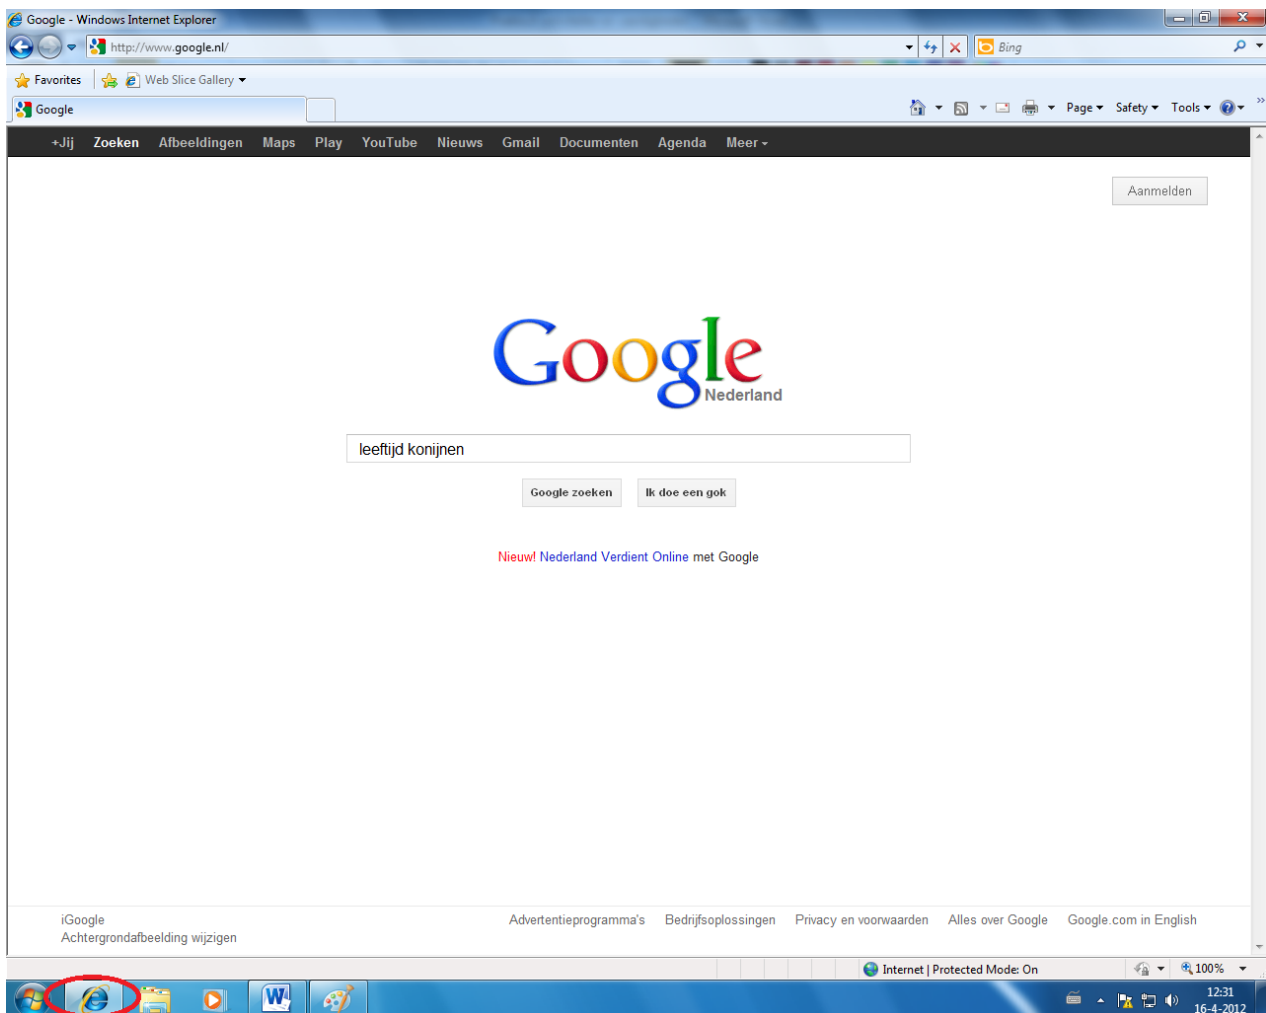 Google - Windows Internet Explorer
http://www.google.nl/
Bing
Favorites Web Slice Gallery
Google
Page Safety Tools
+Jij Zoeken Afbeeldingen Maps Play YouTube Nieuws Gmail Documenten Agenda Meer
Aanmelden
Google
Nederland
leeftijd konijnen
Google zoeken Ik doe een gok
Nieuw! Nederland Verdient Online met Google
iGoogle Advertentieprogramma's Bedrijfsoplossingen Privacy en voorwaarden Alles over Google Google.com in English
Achtergrondafbeelding wijzigen
Internet | Protected Mode: On 100%
12:31
16-4-2012